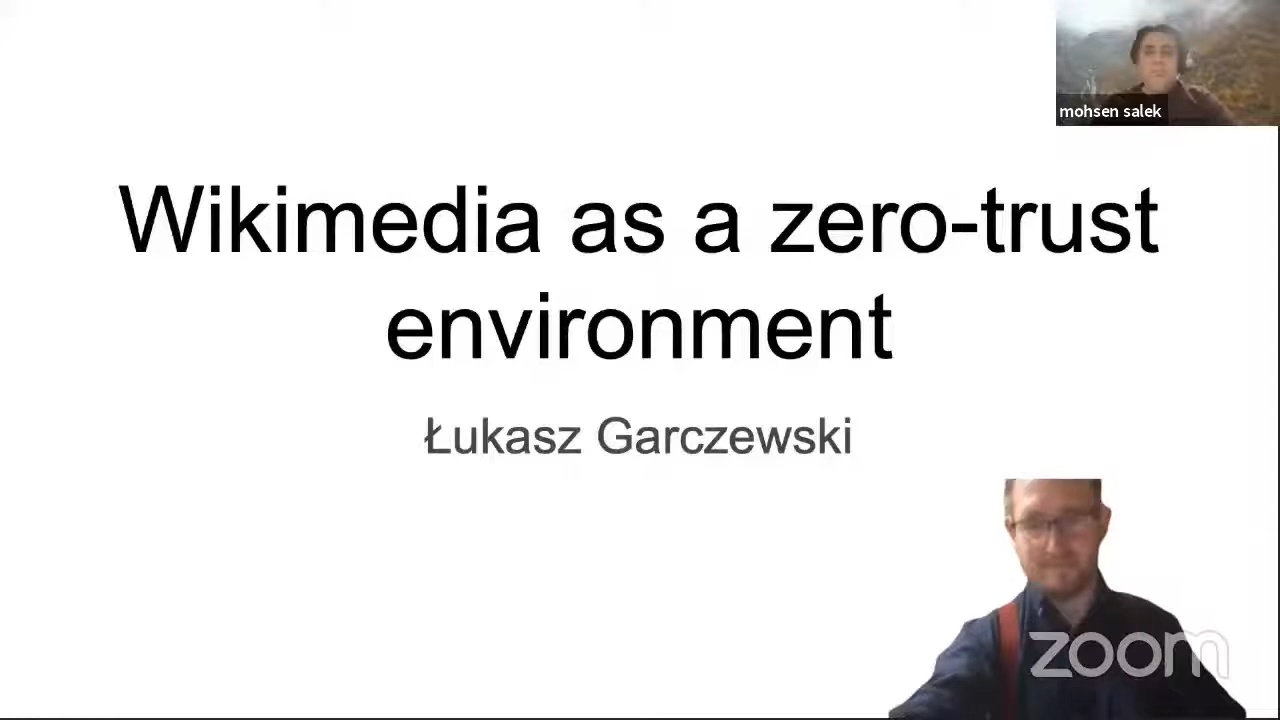 mohsen salek
Wikimedia as a zero-trust
environment
Łukasz Garczewski
zoom